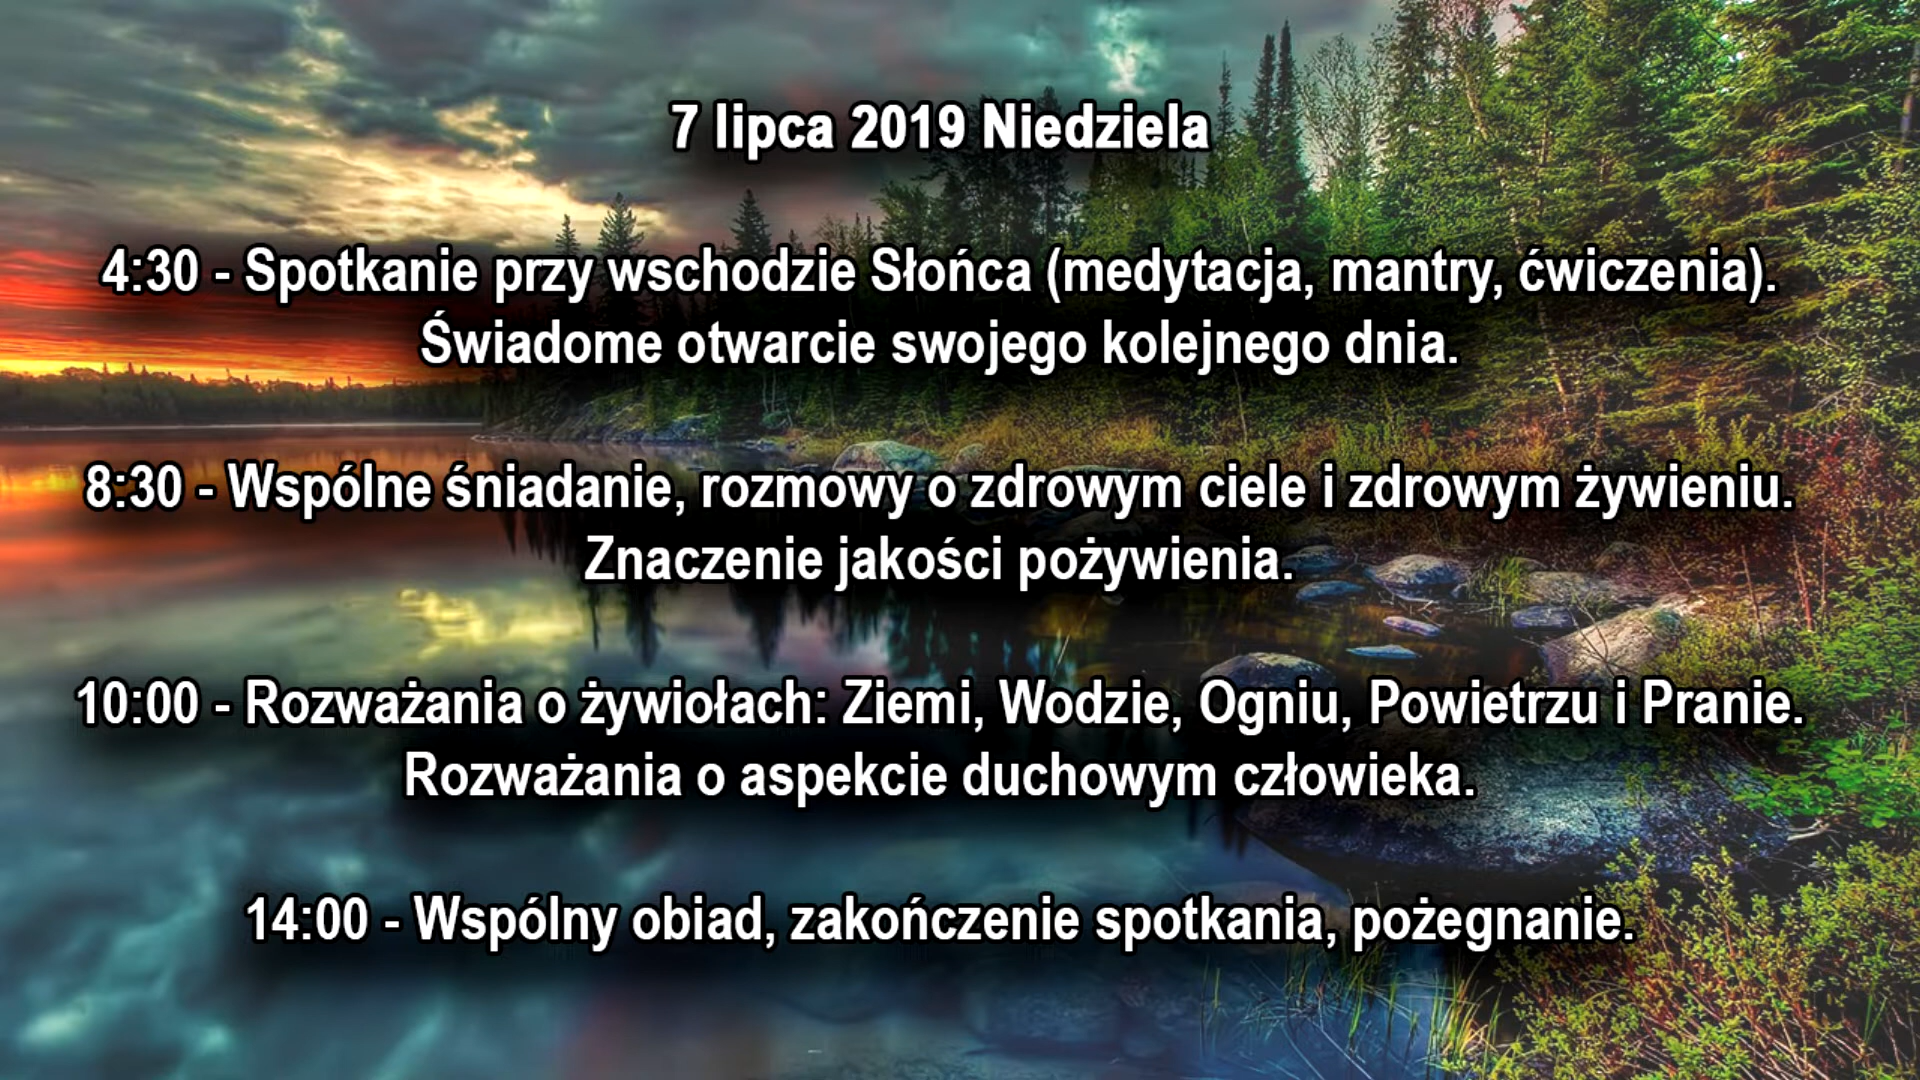 7 lipca 2019 Niedziela
4:30 - Spotkanie przy wschodzie Słońca (medytacja, mantry, ćwiczenia).
Świadome otwarcie swojego kolejnego dnia.
8:30 - Wspólne śniadanie, rozmowy o zdrowym ciele i zdrowym żywieniu.
Znaczenie jakości pożywienia.
10:00 - Rozważania o żywiołach: Ziemi, Wodzie, Ogniu, Powietrzu i Pranie.
Rozważania o aspekcie duchowym człowieka.
14:00 - Wspólny obiad, zakończenie spotkania, pożegnanie.